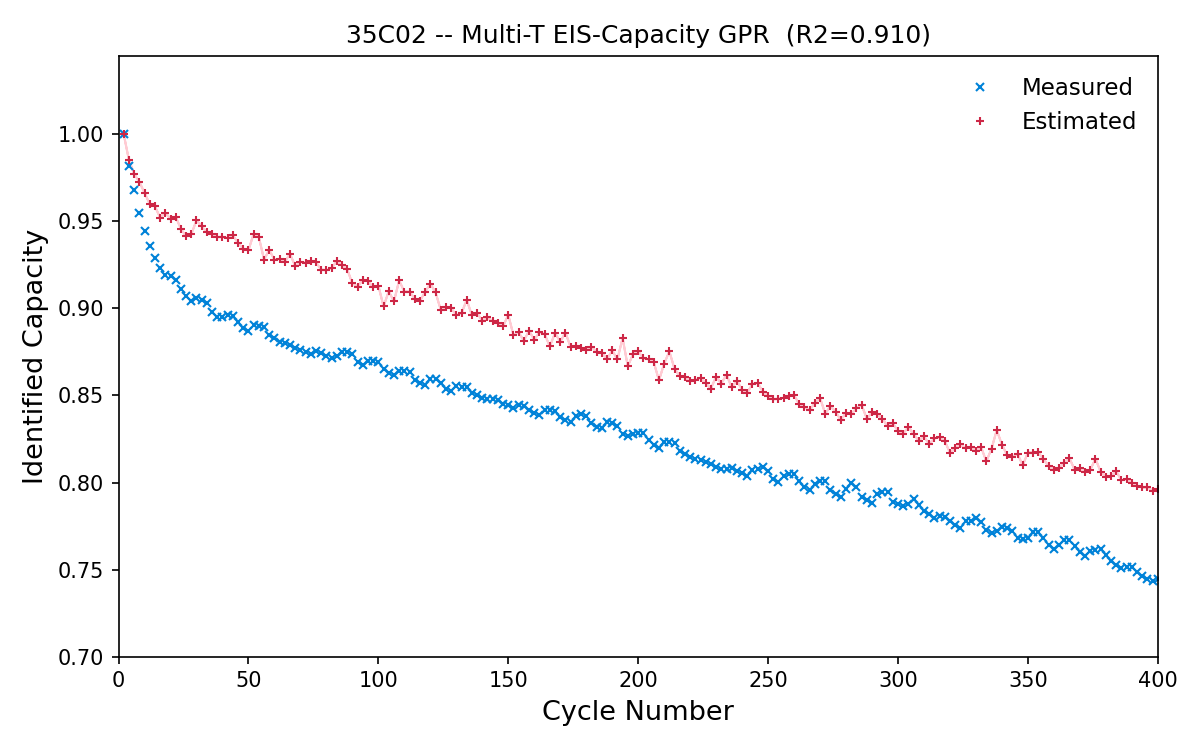 35C02 -- Multi-T EIS-Capacity GPR (R2=0.910)
Measured
Estimated
Identified Capacity
1.00
0.95
0.90
0.85
0.80
0.75
0.70
0 50 100 150 200 250 300 350 400
Cycle Number